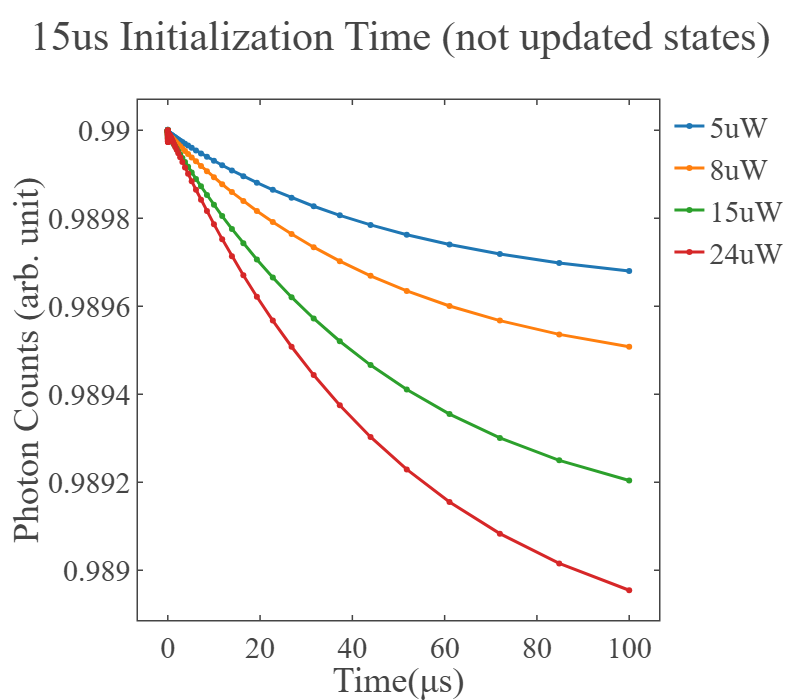 15us Initialization Time (not updated states)
5uW
8uW
15uW
24uW
Photon Counts (arb. unit)
0.99
0.9898
0.9896
0.9894
0.9892
0.989
0 20 40 60 80 100
Time(μs)